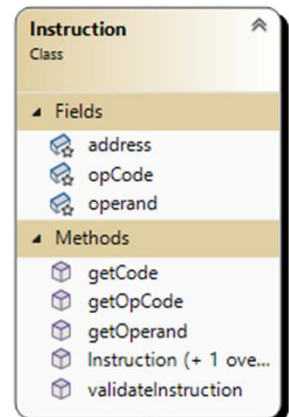 Instruction
Class
Fields
address
opCode
operand
Methods
getCode
getOpCode
getOperand
Instruction (+ 1 ove...
validateInstruction